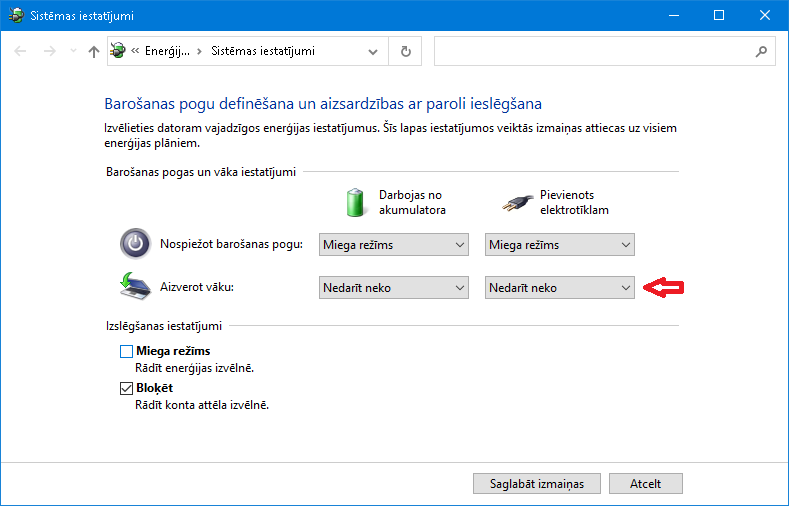 Sistēmas iestatījumi
« Enerģij... › Sistēmas iestatījumi
Barošanas pogu definēšana un aizsardzības ar paroli ieslēgšana
Izvēlieties datoram vajadzīgos enerģijas iestatījumus. Šīs lapas iestatījumos veiktās izmaiņas attiecas uz visiem
enerģijas plāniem.
Barošanas pogas un vāka iestatījumi
Darbojas no
akumulatora
Pievienots
elektrotīklam
Nospiežot barošanas pogu: Miega režīms Miega režīms
Aizverot vāku: Nedarīt neko Nedarīt neko
Izslēgšanas iestatījumi
Miega režīms
Rādīt enerģijas izvēlnē.
Bloķēt
Rādīt konta attēla izvēlnē.
Saglabāt izmaiņas Atcelt